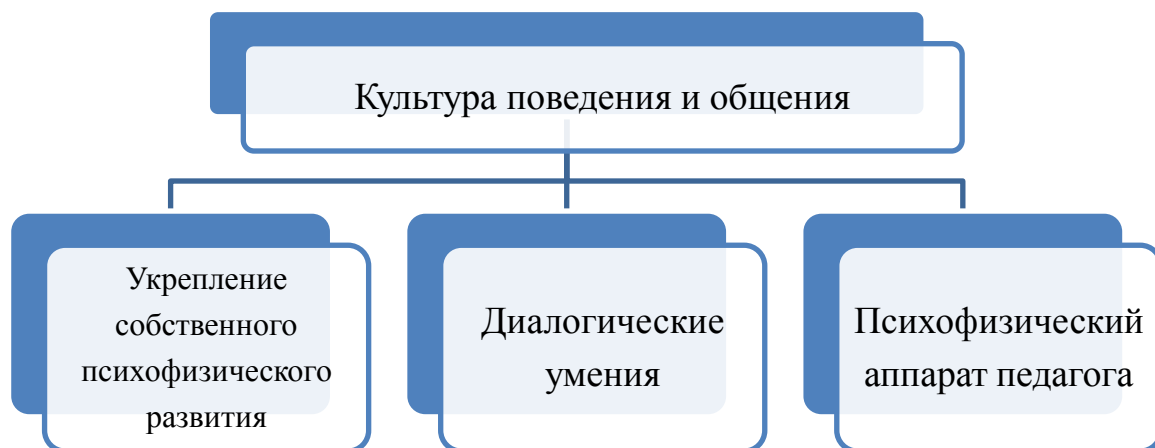 Культура поведения и общения
Укрепление
собственного
психофизического
развития
Диалогические
умения
Психофизический
аппарат педагога